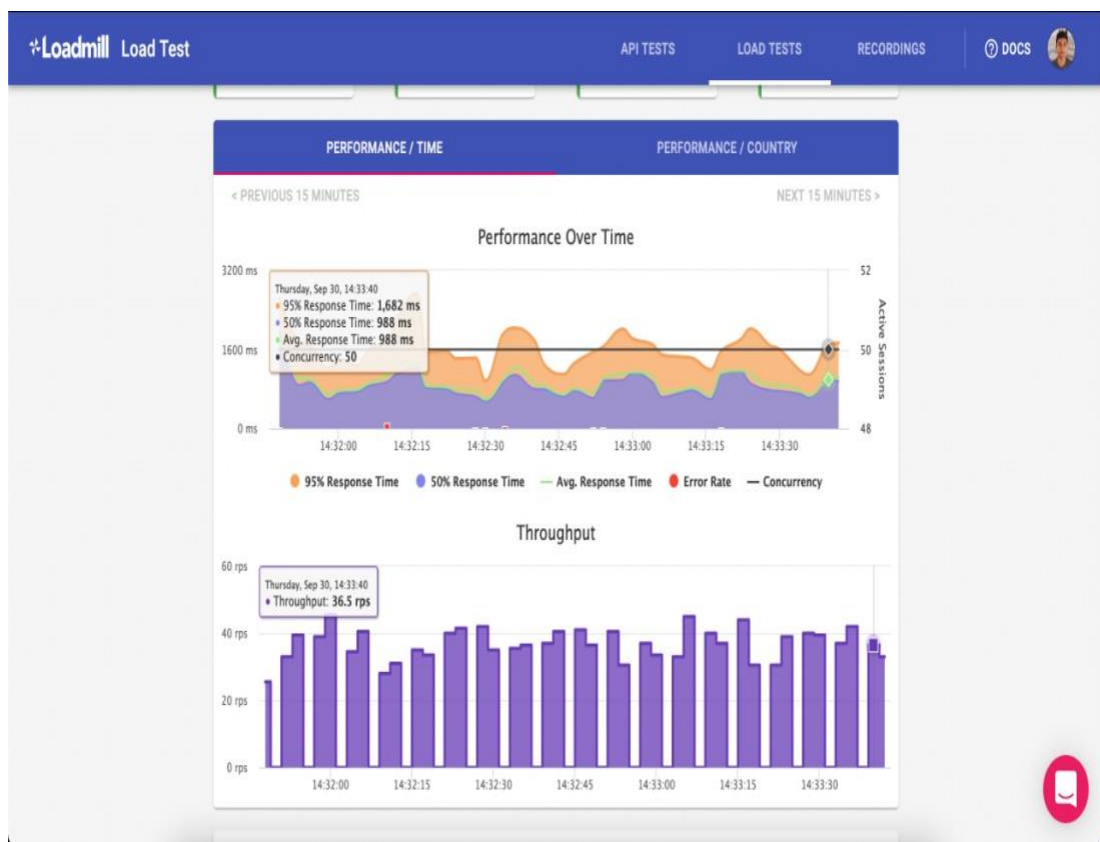 Loadmill Load Test
API TESTS
LOAD TESTS
RECORDINGS
? DOCS
PERFORMANCE / TIME
PERFORMANCE / COUNTRY
< PREVIOUS 15 MINUTES
NEXT 15 MINUTES >
Performance Over Time
3200 ms
1600 ms
0 ms
52
50
48
Active Sessions
Thursday, Sep 30, 14:33:40
• 95% Response Time: 1,682 ms
• 50% Response Time: 988 ms
• Avg. Response Time: 988 ms
• Concurrency: 50
14:32:00 14:32:15 14:32:30 14:32:45 14:33:00 14:33:15 14:33:30
95% Response Time 50% Response Time Avg. Response Time Error Rate Concurrency
Throughput
60 rps
40 rps
20 rps
0 rps
Thursday, Sep 30, 14:33:40
• Throughput: 36.5 rps
14:32:00 14:32:15 14:32:30 14:32:45 14:33:00 14:33:15 14:33:30